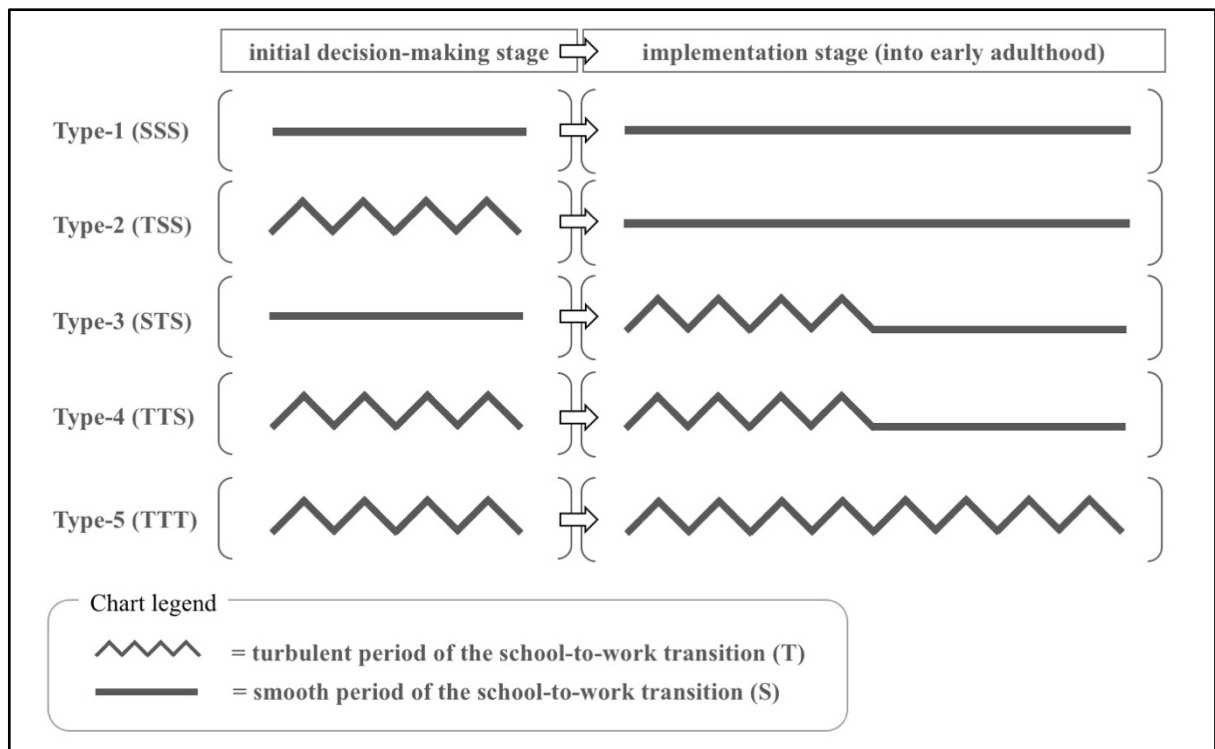 initial decision-making stage
implementation stage (into early adulthood)
Type-1 (SSS)
Type-2 (TSS)
Type-3 (STS)
Type-4 (TTS)
Type-5 (TTT)
Chart legend
= turbulent period of the school-to-work transition (T)
= smooth period of the school-to-work transition (S)